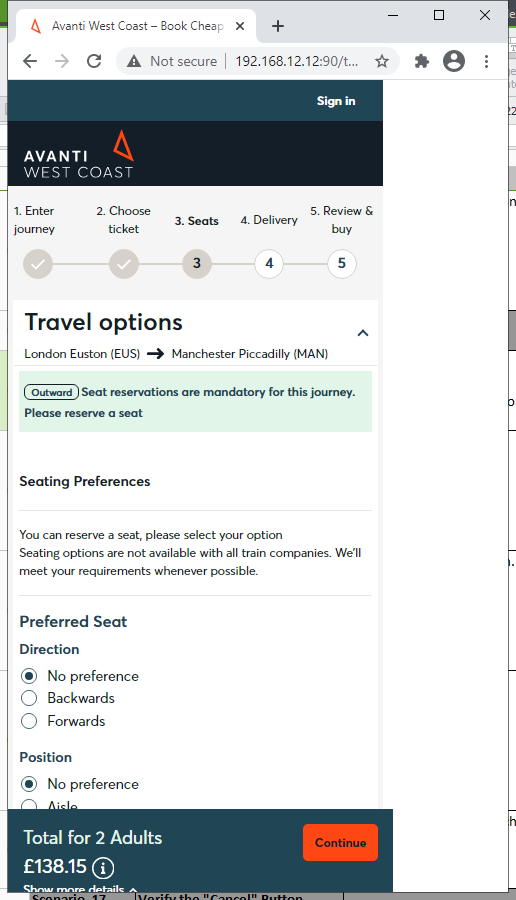 Avanti West Coast – Book Cheap
Not secure | 192.168.12.12:90/t...
Sign in
AVANTI
WEST COAST
1. Enter journey
2. Choose ticket
3. Seats
4. Delivery
5. Review & buy
3
4
5
Travel options
London Euston (EUS) → Manchester Piccadilly (MAN)
Outward Seat reservations are mandatory for this journey.
Please reserve a seat
Seating Preferences
You can reserve a seat, please select your option
Seating options are not available with all train companies. We'll
meet your requirements whenever possible.
Preferred Seat
Direction
No preference
Backwards
Forwards
Position
No preference
Aisle
Total for 2 Adults
£138.15
Continue
Show more details
Scenario 17 Verify the "Cancel" Button